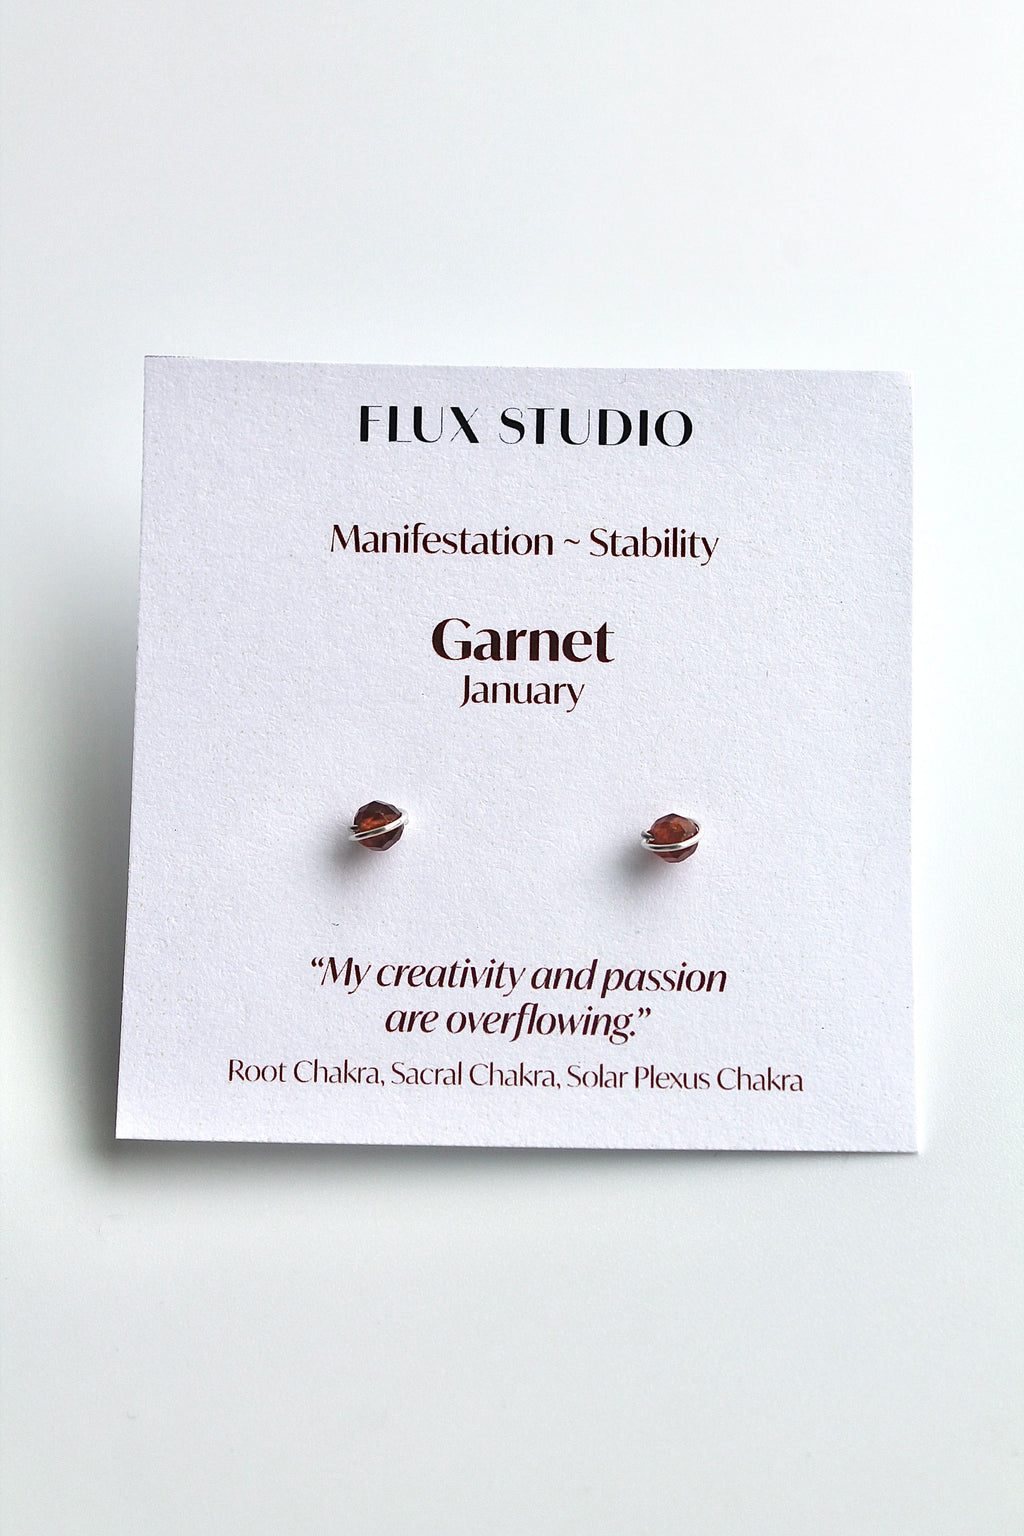 FLUX STUDIO
Manifestation ~ Stability
Garnet
January
“My creativity and passion
are overflowing.”
Root Chakra, Sacral Chakra, Solar Plexus Chakra